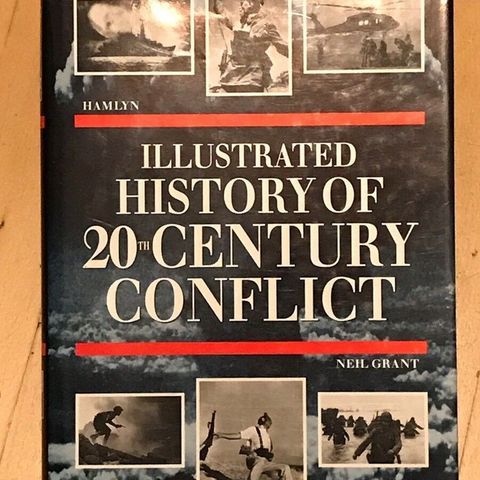 HAMLYN
ILLUSTRATED
HISTORY OF
20TH CENTURY
CONFLICT
NEIL GRANT